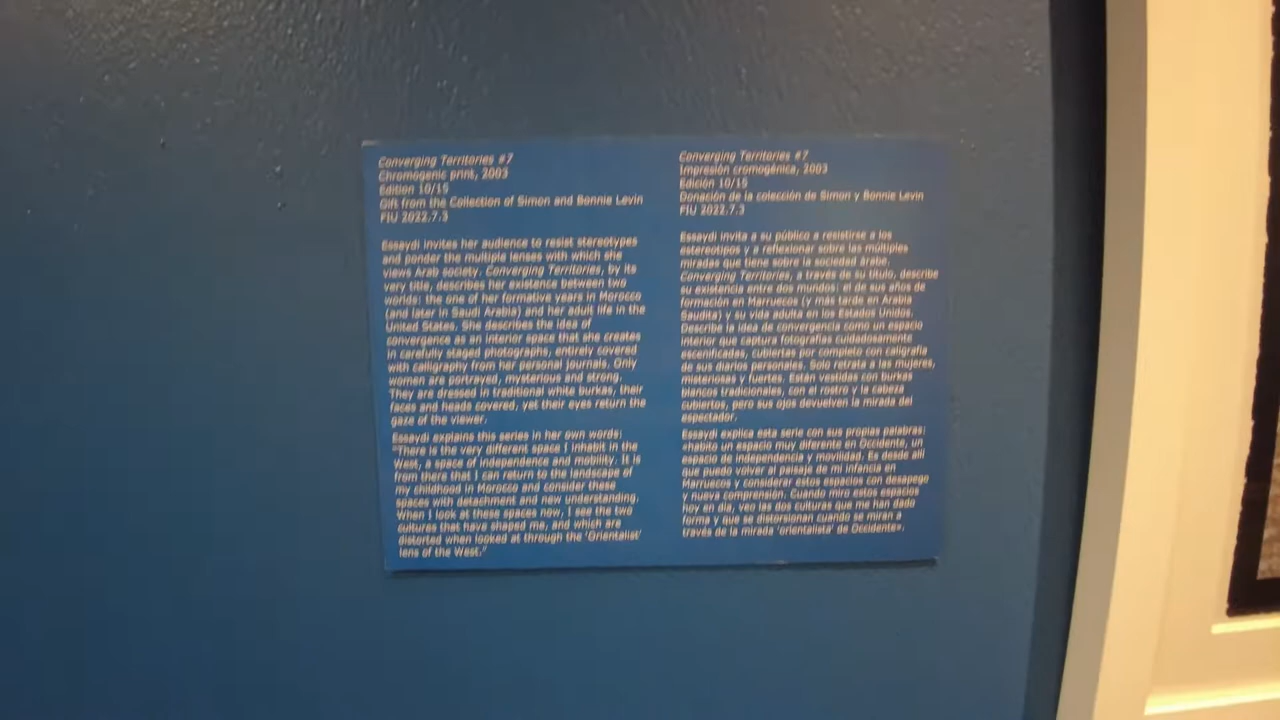 Converging Territories #7
Chromogenic print, 2003
Edition 10/15
Gift from the Collection of Simon and Bonnie Levin
FIU 2022.7.3
Essaydi invites her audience to resist stereotypes
and ponder the multiple lenses with which she
views Arab society. Converging Territories, by its
very title, describes her existence between two
worlds: the one of her formative years in Morocco
(and later in Saudi Arabia) and her adult life in the
United States. She describes the idea of
convergence as an interior space that she creates
in carefully staged photographs, entirely covered
with calligraphy from her personal journals. Only
women are portrayed, mysterious and strong.
They are dressed in traditional white burkas, their
faces and heads covered, yet their eyes return the
gaze of the viewer.
Essaydi explains this series in her own words:
"There is the very different space I inhabit in the
West, a space of independence and mobility. It is
from there that I can return to the landscape of
my childhood in Morocco and consider these
spaces with detachment and new understanding.
When I look at these spaces now, I see the two
cultures that have shaped me, and which are
distorted when looked at through the 'Orientalist'
lens of the West."
Converging Territories #7
Impresión cromogénica, 2003
Edición 10/15
Donación de la colección de Simon y Bonnie Levin
FIU 2022.7.3
Essaydi invita a su público a resistirse a los
estereotipos y a reflexionar sobre las múltiples
miradas que tiene sobre la sociedad árabe.
Converging Territories, a través de su título, describe
su existencia entre dos mundos: el de sus años de
formación en Marruecos (y más tarde en Arabia
Saudita) y su vida adulta en los Estados Unidos.
Describe la idea de convergencia como un espacio
interior que captura fotografías cuidadosamente
escenificadas, cubiertas por completo con caligrafía
de sus diarios personales. Solo retrata a las mujeres,
misteriosas y fuertes. Están vestidas con burkas
blancos tradicionales, con el rostro y la cabeza
cubiertos, pero sus ojos devuelven la mirada del
espectador.
Essaydi explica esta serie con sus propias palabras:
«habito un espacio muy diferente en Occidente, un
espacio de independencia y movilidad. Es desde allí
que puedo volver al paisaje de mi infancia en
Marruecos y considerar estos espacios con desapego
y nueva comprensión. Cuando miro estos espacios
hoy en día, veo las dos culturas que me han dado
forma y que se distorsionan cuando se miran a
través de la mirada 'orientalista' de Occidente».